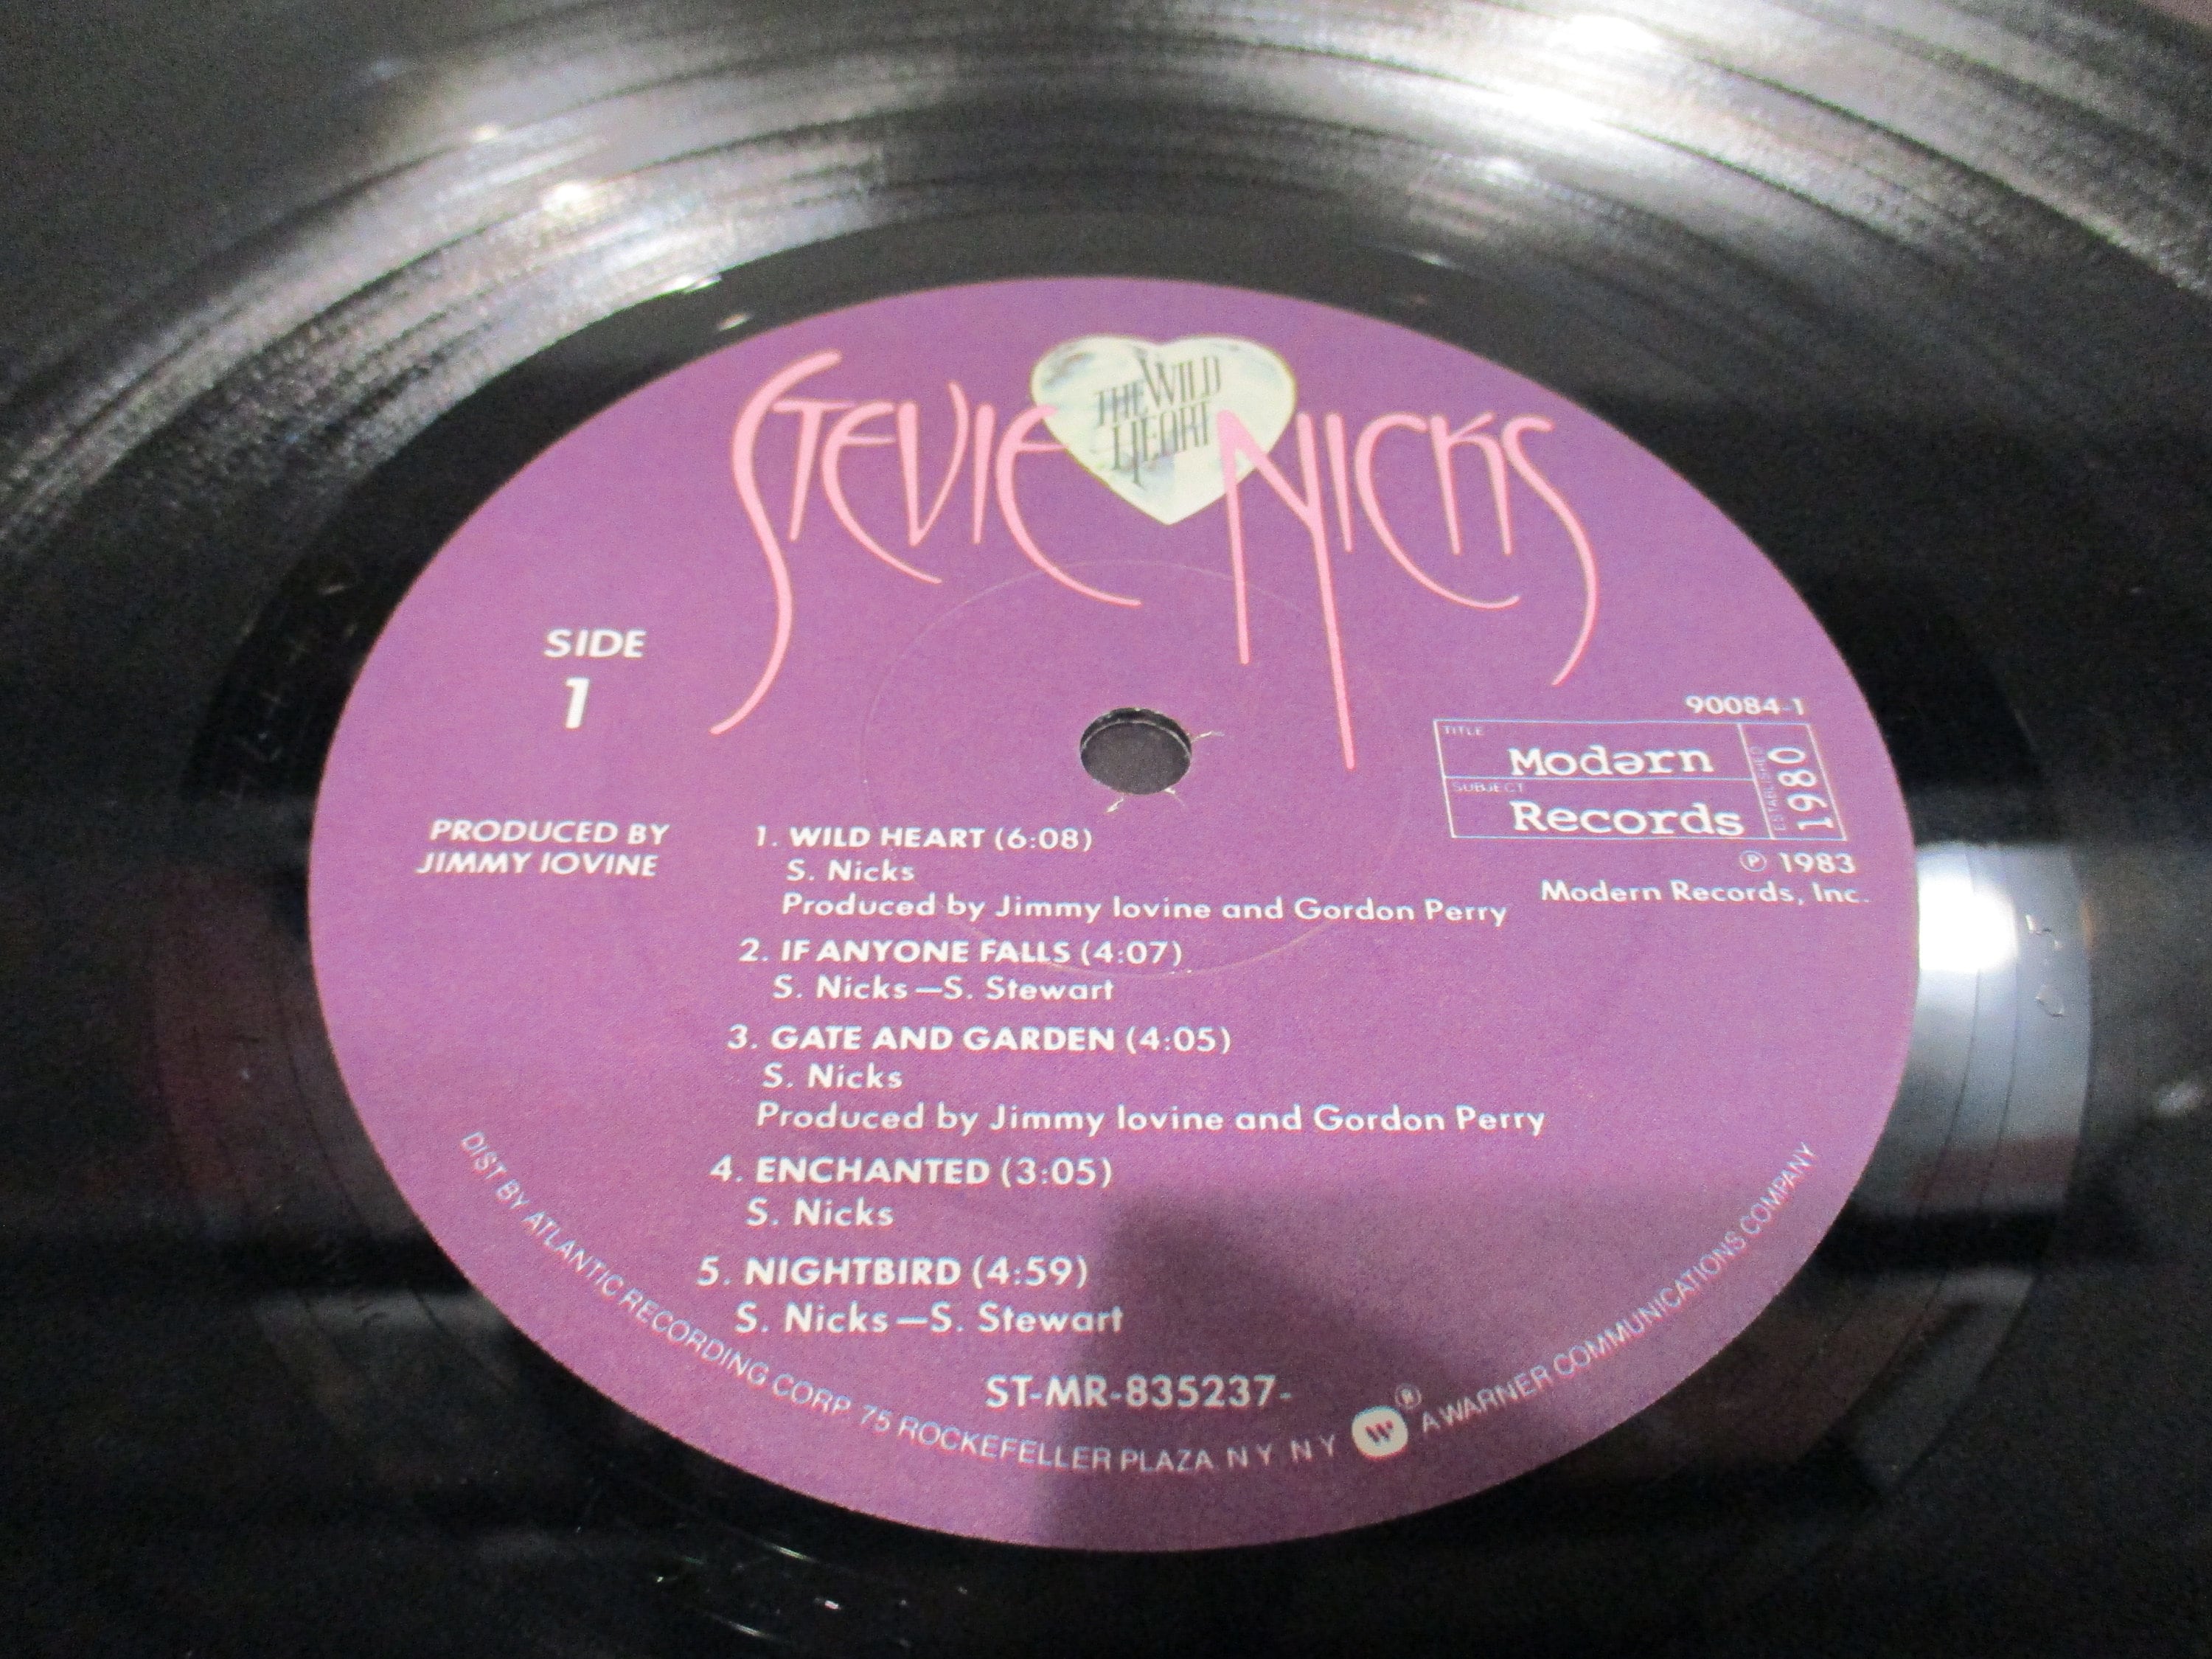 STEVIE NICKS
THE WILD
HEART
SIDE
1
90084-1
TITLE
Modərn
SUBJECT
Records
ESTABLISHED
1980
℗ 1983
Modern Records, Inc.
PRODUCED BY
JIMMY IOVINE
1. WILD HEART (6:08)
S. Nicks
Produced by Jimmy Iovine and Gordon Perry
2. IF ANYONE FALLS (4:07)
S. Nicks—S. Stewart
3. GATE AND GARDEN (4:05)
S. Nicks
Produced by Jimmy Iovine and Gordon Perry
4. ENCHANTED (3:05)
S. Nicks
5. NIGHTBIRD (4:59)
S. Nicks—S. Stewart
ST-MR-835237-
DIST BY ATLANTIC RECORDING CORP. 75 ROCKEFELLER PLAZA N Y N Y W ® A WARNER COMMUNICATIONS COMPANY